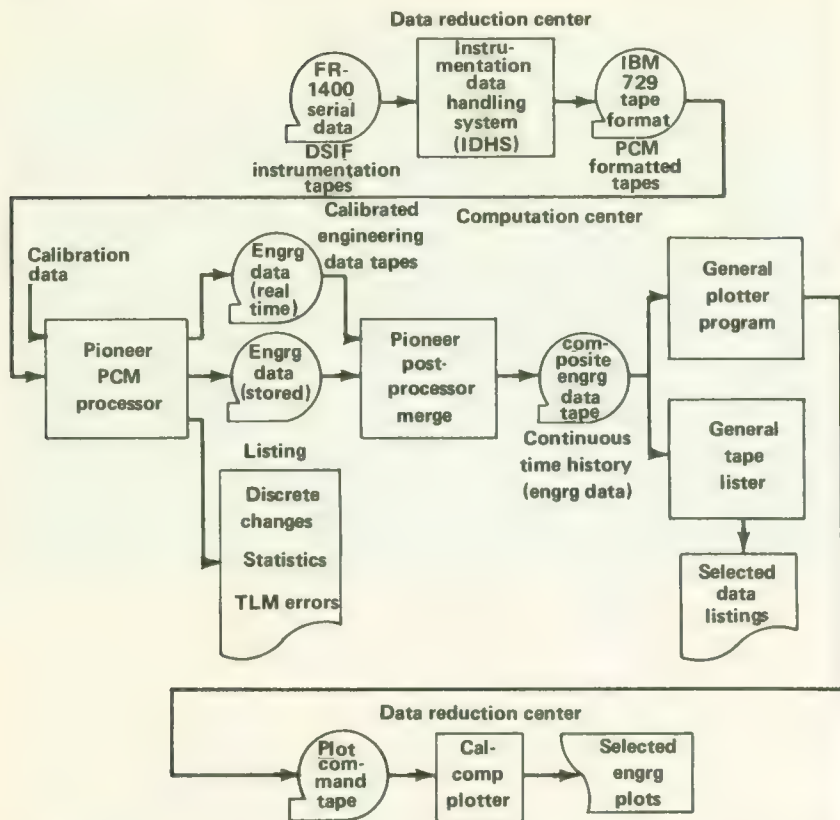 Data reduction center
FR-
1400
serial
data
DSIF
instrumentation
tapes
Instru-
mentation
data
handling
system
(IDHS)
IBM
729
tape
format
PCM
formatted
tapes
Computation center
Calibration
data
Pioneer
PCM
processor
Calibrated
engineering
data tapes
Engrg
data
(real
time)
Engrg
data
(stored)
Listing
Discrete
changes
Statistics
TLM errors
Pioneer
post-
processor
merge
com-
posite
engrg
data
tape
Continuous
time history
(engrg data)
General
plotter
program
General
tape
lister
Selected
data
listings
Data reduction center
Plot
com-
mand
tape
Cal-
comp
plotter
Selected
engrg
plots